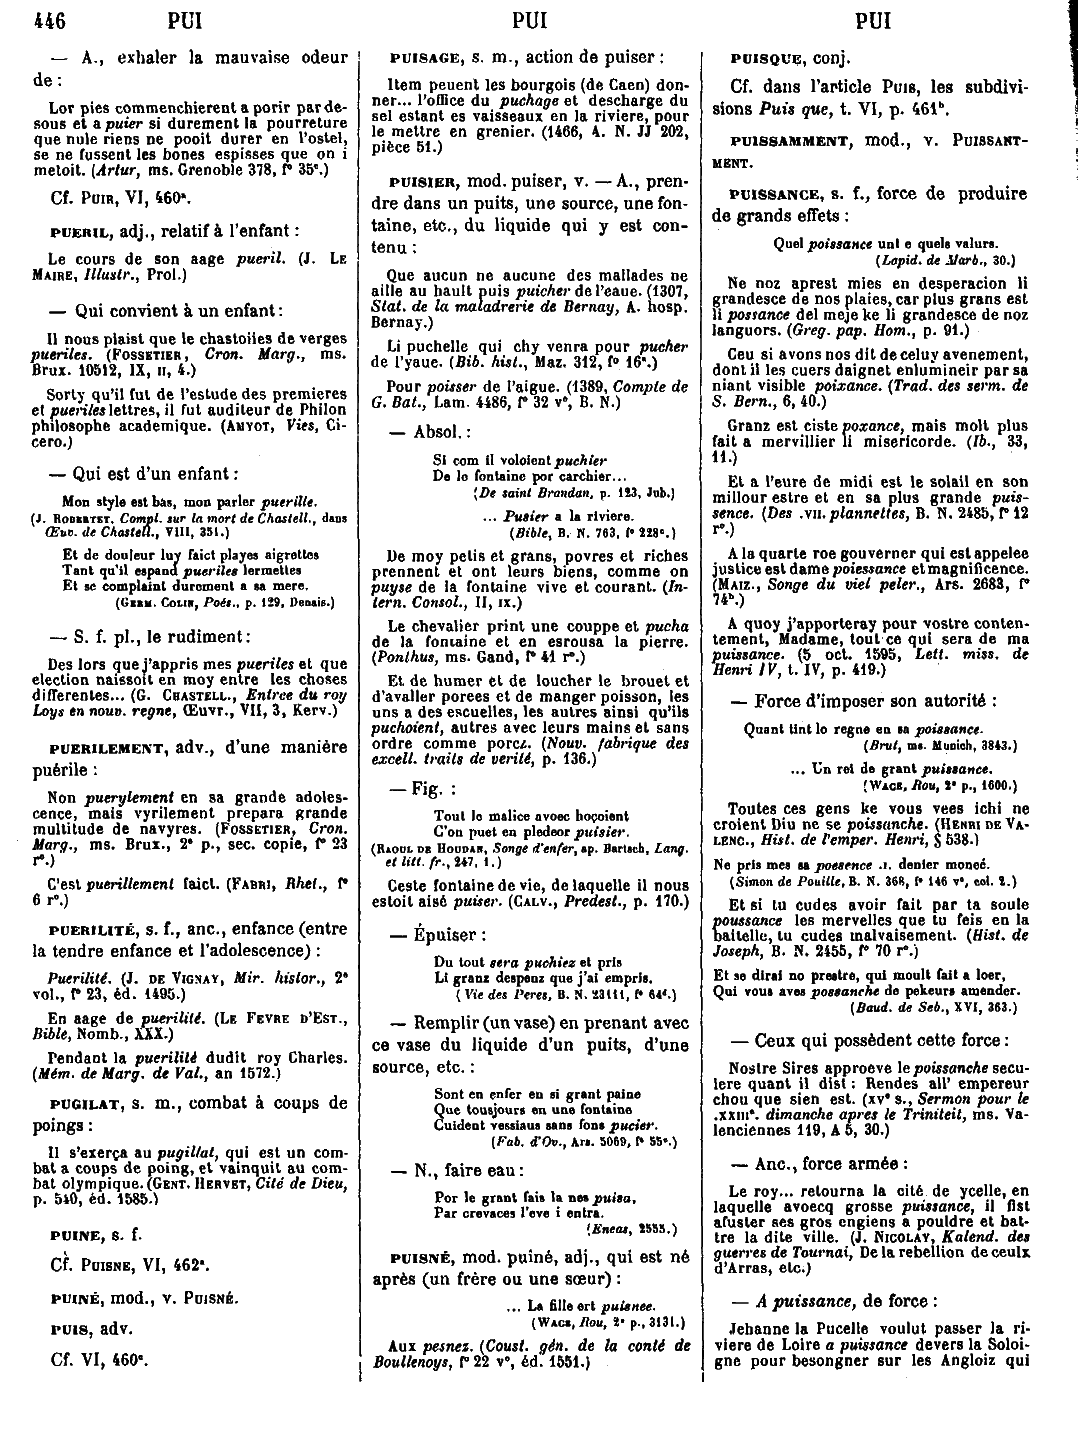 446 PUI PUI PUI
— A., exhaler la mauvaise odeur
de :
Lor pies commenchierent a porir par de-
sous et a puier si durement la pourreture
que nule riens ne pooit durer en l'ostel,
se ne fussent les bones espisses que on i
metoit. (Artur, ms. Grenoble 378, f° 35ᶜ.)
Cf. PUIR, VI, 460ᵃ.
PUERIL, adj., relatif à l'enfant :
Le cours de son aage pueril. (J. LE
MAIRE, Illustr., Prol.)
— Qui convient à un enfant :
Il nous plaist que le chastoiles de verges
pueriles. (FOSSETIER, Cron. Marg., ms.
Brux. 10512, IX, II, 4.)
Sorty qu'il fut de l'estude des premieres
et pueriles lettres, il fut auditeur de Philon
philosophe academique. (AMYOT, Vies, Ci-
cero.)
— Qui est d'un enfant :
Mon style est bas, mon parler puerille.
(J. ROBERTET. Compl. sur la mort de Chastell., dans
Œuv. de Chastell., VIII, 351.)
Et de douleur luy faict playes aigrettes
Tant qu'il espand pueriles lermettes
Et se complaint durement a sa mere.
(GERM. COLIN, Poés., p. 129, Denais.)
— S. f. pl., le rudiment :
Des lors que j'appris mes pueriles et que
election naissoit en moy entre les choses
differentes... (G. CHASTELL., Entree du roy
Loys en nouv. regne, Œuvr., VII, 3, Kerv.)
PUERILEMENT, adv., d'une manière
puérile :
Non puerylement en sa grande adoles-
cence, mais vyrilement prepara grande
multitude de navyres. (FOSSETIER, Cron.
Marg., ms. Brux., 2ᵉ p., sec. copie, f° 23
r°.)
C'est puerillement faict. (FABRI, Rhet., f°
6 r°.)
PUERILITÉ, s. f., anc., enfance (entre
la tendre enfance et l'adolescence) :
Puerilité. (J. DE VIGNAY, Mir. histor., 2ᵉ
vol., f° 23, éd. 1495.)
En aage de puerilité. (LE FEVRE D'EST.,
Bible, Nomb., XXX.)
Pendant la puerilité dudit roy Charles.
(Mém. de Marg. de Val., an 1572.)
PUGILAT, s. m., combat à coups de
poings :
Il s'exerça au pugillat, qui est un com-
bat a coups de poing, et vainquit au com-
bat olympique. (GENT. HERVET, Cité de Dieu,
p. 540, éd. 1585.)
PUINE, s. f.
Cf. PUISNE, VI, 462ᵃ.
PUINÉ, mod., v. PUISNÉ.
PUIS, adv.
Cf. VI, 460ᶜ.
PUISAGE, s. m., action de puiser :
Item peuent les bourgois (de Caen) don-
ner... l'office du puchage et descharge du
sel estant es vaisseaux en la riviere, pour
le mettre en grenier. (1466, A. N. JJ 202,
pièce 51.)
PUISIER, mod. puiser, v. — A., pren-
dre dans un puits, une source, une fon-
taine, etc., du liquide qui y est con-
tenu :
Que aucun ne aucune des mallades ne
aille au hault puis puicher de l'eaue. (1307,
Stat. de la maladrerie de Bernay, A. hosp.
Bernay.)
Li puchelle qui chy venra pour pucher
de l'yaue. (Bib. hist., Maz. 312, f° 16ᵃ.)
Pour poisser de l'aigue. (1389, Compte de
G. Bat., Lam. 4486, f° 32 v°, B. N.)
— Absol. :
Si com il voloient puchier
De lo fontaine por carchier...
(De saint Brandan, p. 123, Jub.)
... Pusier a la riviere.
(Bible, B. N. 763, f° 228ᶜ.)
De moy petis et grans, povres et riches
prennent et ont leurs biens, comme on
puyse de la fontaine vive et courant. (In-
tern. Consol., II, IX.)
Le chevalier print une couppe et pucha
de la fontaine et en esrousa la pierre.
(Ponthus, ms. Gand, f° 41 r°.)
Et de humer et de loucher le brouet et
d'avaller porees et de manger poisson, les
uns a des escuelles, les autres ainsi qu'ils
puchoient, autres avec leurs mains et sans
ordre comme porcz. (Nouv. fabrique des
excell. traits de verité, p. 136.)
— Fig. :
Tout le malice avoec hoçoient
C'on puet en pledeor puisier.
(RAOUL DE HOUDAN, Songe d'enfer, ap. Bartsch, Lang.
et litt. fr., 247, 1.)
Ceste fontaine de vie, de laquelle il nous
estoit aisé puiser. (CALV., Predest., p. 170.)
— Épuiser :
Du tout sera puchiez et pris
Li granz despenz que j'ai empris.
(Vie des Peres, B. N. 23111, f° 64ᵈ.)
— Remplir (un vase) en prenant avec
ce vase du liquide d'un puits, d'une
source, etc. :
Sont en enfer en si grant paine
Que tousjours en une fontaine
Cuident vessiaus sans fons pucier.
(Fab. d'Ov., Ars. 5069, f° 55ᵉ.)
— N., faire eau :
Por le grant fais la nes puisa,
Par crevaces l'eve i entra.
(Eneas, 2555.)
PUISNÉ, mod. puiné, adj., qui est né
après (un frère ou une sœur) :
... La fille ert puisnee.
(WACE, Rou, 2ᵉ p., 3131.)
Aux pesnez. (Coust. gén. de la conté de
Boullenoys, f° 22 v°, éd. 1551.)
PUISQUE, conj.
Cf. dans l'article PUIS, les subdivi-
sions Puis que, t. VI, p. 461ᵇ.
PUISSAMMENT, mod., v. PUISSANT-
MENT.
PUISSANCE, s. f., force de produire
de grands effets :
Quel poissance unt e quels valurs.
(Lapid. de Marb., 30.)
Ne noz aprest mies en desperacion li
grandesce de nos plaies, car plus grans est
li possance del meje ke li grandesce de noz
languors. (Greg. pap. Hom., p. 91.)
Ceu si avons nos dit de celuy avenement,
dont il les cuers daignet enlumineir par sa
niant visible poixance. (Trad. des serm. de
S. Bern., 6, 40.)
Granz est ciste poxance, mais molt plus
fait a mervillier li misericorde. (Ib., 33,
11.)
Et a l'eure de midi est le solail en son
millour estre et en sa plus grande puis-
sence. (Des .VII. plannettes, B. N. 2485, f° 12
r°.)
A la quarte roe gouverner qui est appelee
justice est dame poiessance et magnificence.
(MAIZ., Songe du viel peler., Ars. 2683, f°
74ᵇ.)
A quoy j'apporteray pour vostre conten-
tement, Madame, tout ce qui sera de ma
puissance. (5 oct. 1595, Lett. miss. de
Henri IV, t. IV, p. 419.)
— Force d'imposer son autorité :
Quant tint lo regne en sa poissance.
(Brut, ms. Munich, 3843.)
... Un rei de grant puissance.
(WACE, Rou, 2ᵉ p., 1600.)
Toutes ces gens ke vous vees ichi ne
croient Diu ne se poissanche. (HENRI DE VA-
LENC., Hist. de l'emper. Henri, § 538.)
Ne pris mes sa poesence .I. denier moneé.
(Simon de Pouille, B. N. 368, f° 146 v°, col. 2.)
Et si tu cudes avoir fait par ta soule
poussance les mervelles que tu feis en la
baitelle, tu cudes malvaisement. (Hist. de
Joseph, B. N. 2455, f° 70 r°.)
Et se dirai no prestre, qui moult fait a loer,
Qui vous aves possanche de pekeurs amender.
(Baud. de Seb., XVI, 363.)
— Ceux qui possèdent cette force :
Nostre Sires approeve le poissanche secu-
lere quant il dist : Rendes all' empereur
chou que sien est. (XVᵉ s., Sermon pour le
.XXIIIᵉ. dimanche apres le Triniteit, ms. Va-
lenciennes 119, A 5, 30.)
— Anc., force armée :
Le roy... retourna la cité de ycelle, en
laquelle avoecq grosse puissance, il fist
afuster ses gros engiens a pouldre et bat-
tre la dite ville. (J. NICOLAY, Kalend. des
guerres de Tournai, De la rebellion de ceulx
d'Arras, etc.)
— A puissance, de force :
Jehanne la Pucelle voulut passer la ri-
viere de Loire a puissance devers la Soloi-
gne pour besongner sur les Angloiz qui